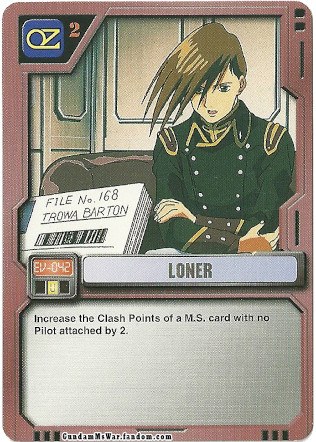 OZ 2
FILE No. 168
TROWA BARTON
EV-042
LONER
U
Increase the Clash Points of a M.S. card with no
Pilot attached by 2.
GundamMsWar.fandom.com